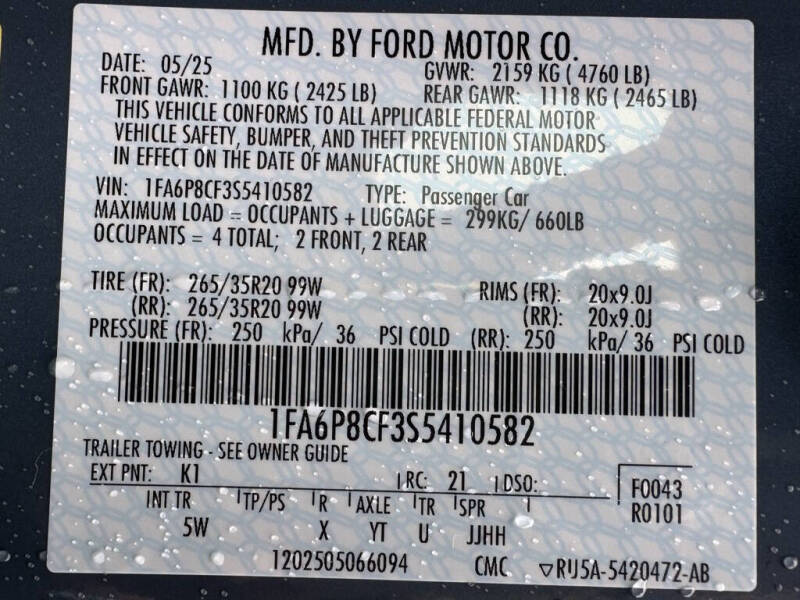 MFD. BY FORD MOTOR CO.
DATE: 05/25 GVWR: 2159 KG ( 4760 LB)
FRONT GAWR: 1100 KG ( 2425 LB) REAR GAWR: 1118 KG ( 2465 LB)
THIS VEHICLE CONFORMS TO ALL APPLICABLE FEDERAL MOTOR
VEHICLE SAFETY, BUMPER, AND THEFT PREVENTION STANDARDS
IN EFFECT ON THE DATE OF MANUFACTURE SHOWN ABOVE.
VIN: 1FA6P8CF3S5410582 TYPE: Passenger Car
MAXIMUM LOAD = OCCUPANTS + LUGGAGE = 299KG/ 660LB
OCCUPANTS = 4 TOTAL; 2 FRONT, 2 REAR
TIRE (FR): 265/35R20 99W RIMS (FR): 20x9.0J
(RR): 265/35R20 99W (RR): 20x9.0J
PRESSURE (FR): 250 kPa/ 36 PSI COLD (RR): 250 kPa/ 36 PSI COLD
1FA6P8CF3S5410582
TRAILER TOWING - SEE OWNER GUIDE
EXT PNT: K1 RC: 21 DSO: F0043
INT TR TP/PS R AXLE TR SPR R0101
5W X YT U JJHH
1202505066094 CMC ▽RU5A-5420472-AB